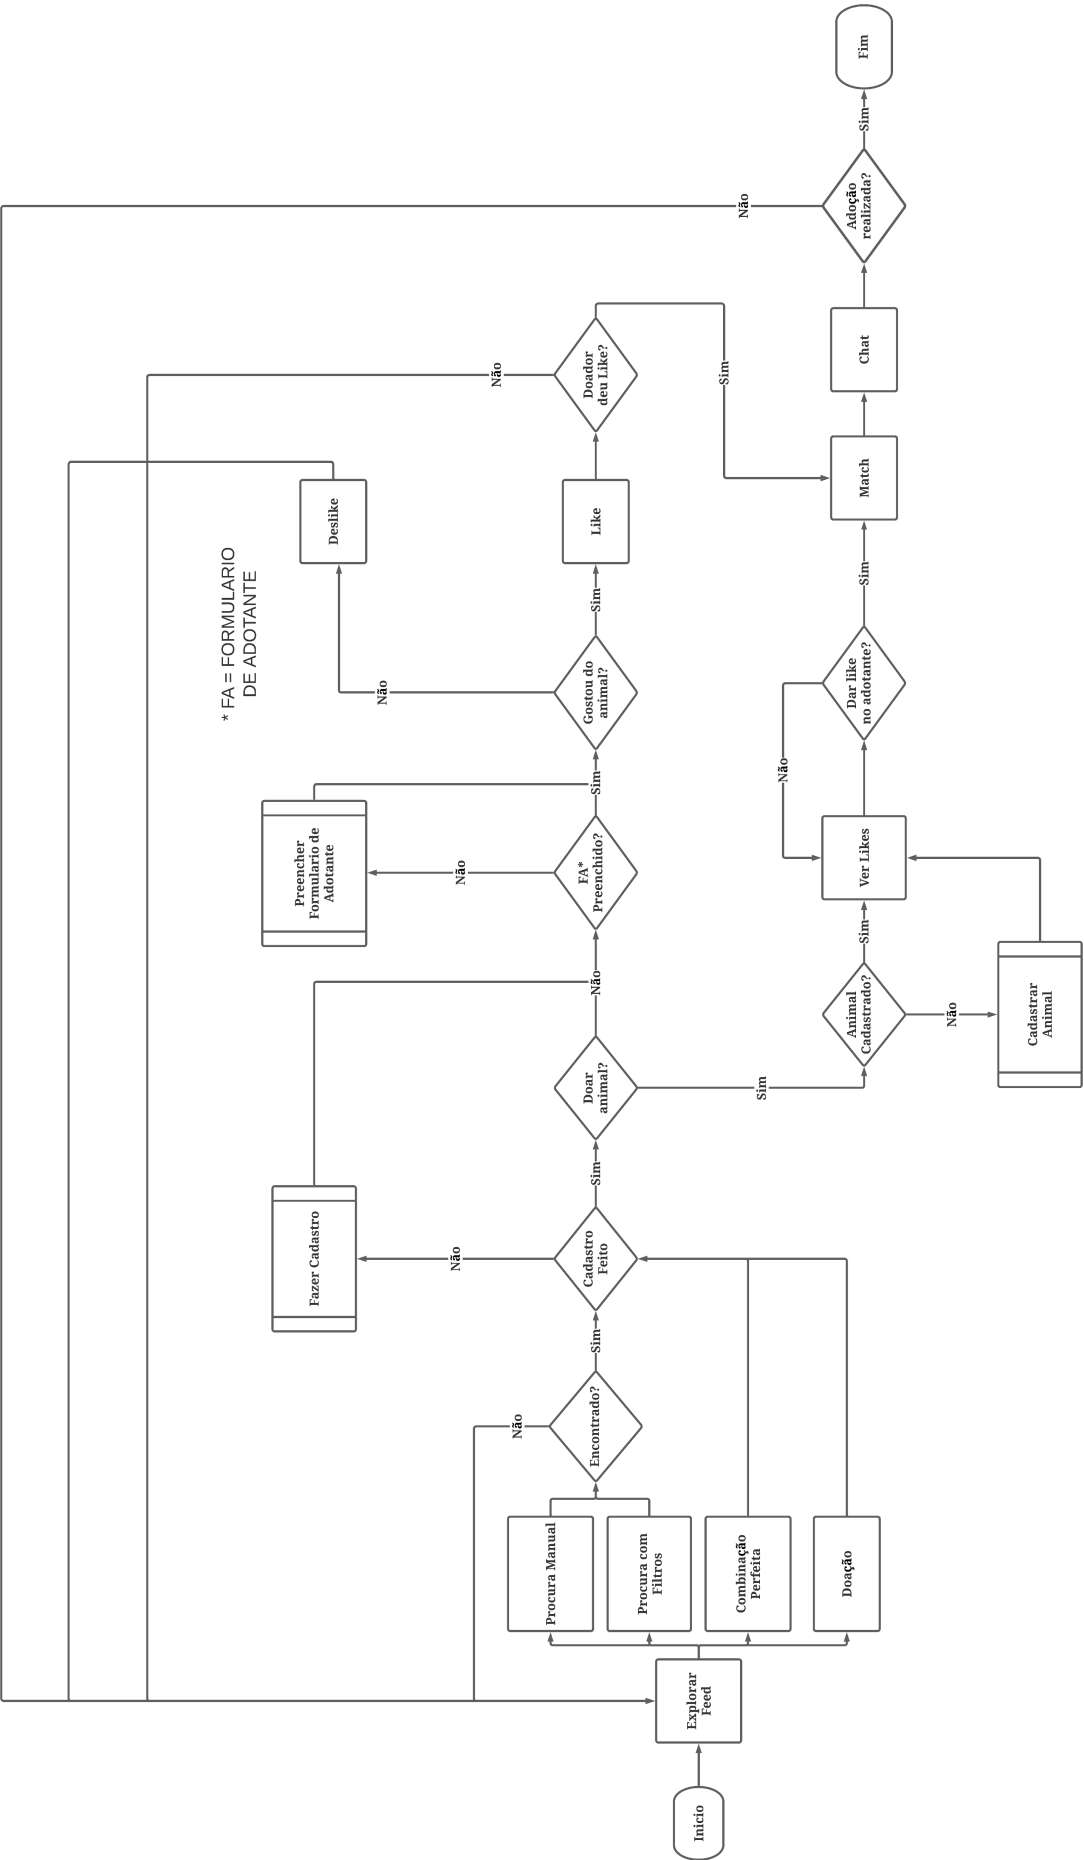 Inicio
Explorar
Feed
Procura Manual
Procura com
Filtros
Combinação
Perfeita
Doação
Encontrado?
Não
Sim
Cadastro
Feito
Não
Fazer Cadastro
Sim
Doar
animal?
Não
Sim
FA*
Preenchido?
Não
Preencher
Formulario de
Adotante
Sim
Gostou do
animal?
Não
Deslike
* FA = FORMULARIO
DE ADOTANTE
Sim
Like
Doador
deu Like?
Não
Sim
Animal
Cadastrado?
Não
Cadastrar
Animal
Sim
Ver Likes
Dar like
no adotante?
Não
Sim
Match
Chat
Adoção
realizada?
Não
Sim
Fim